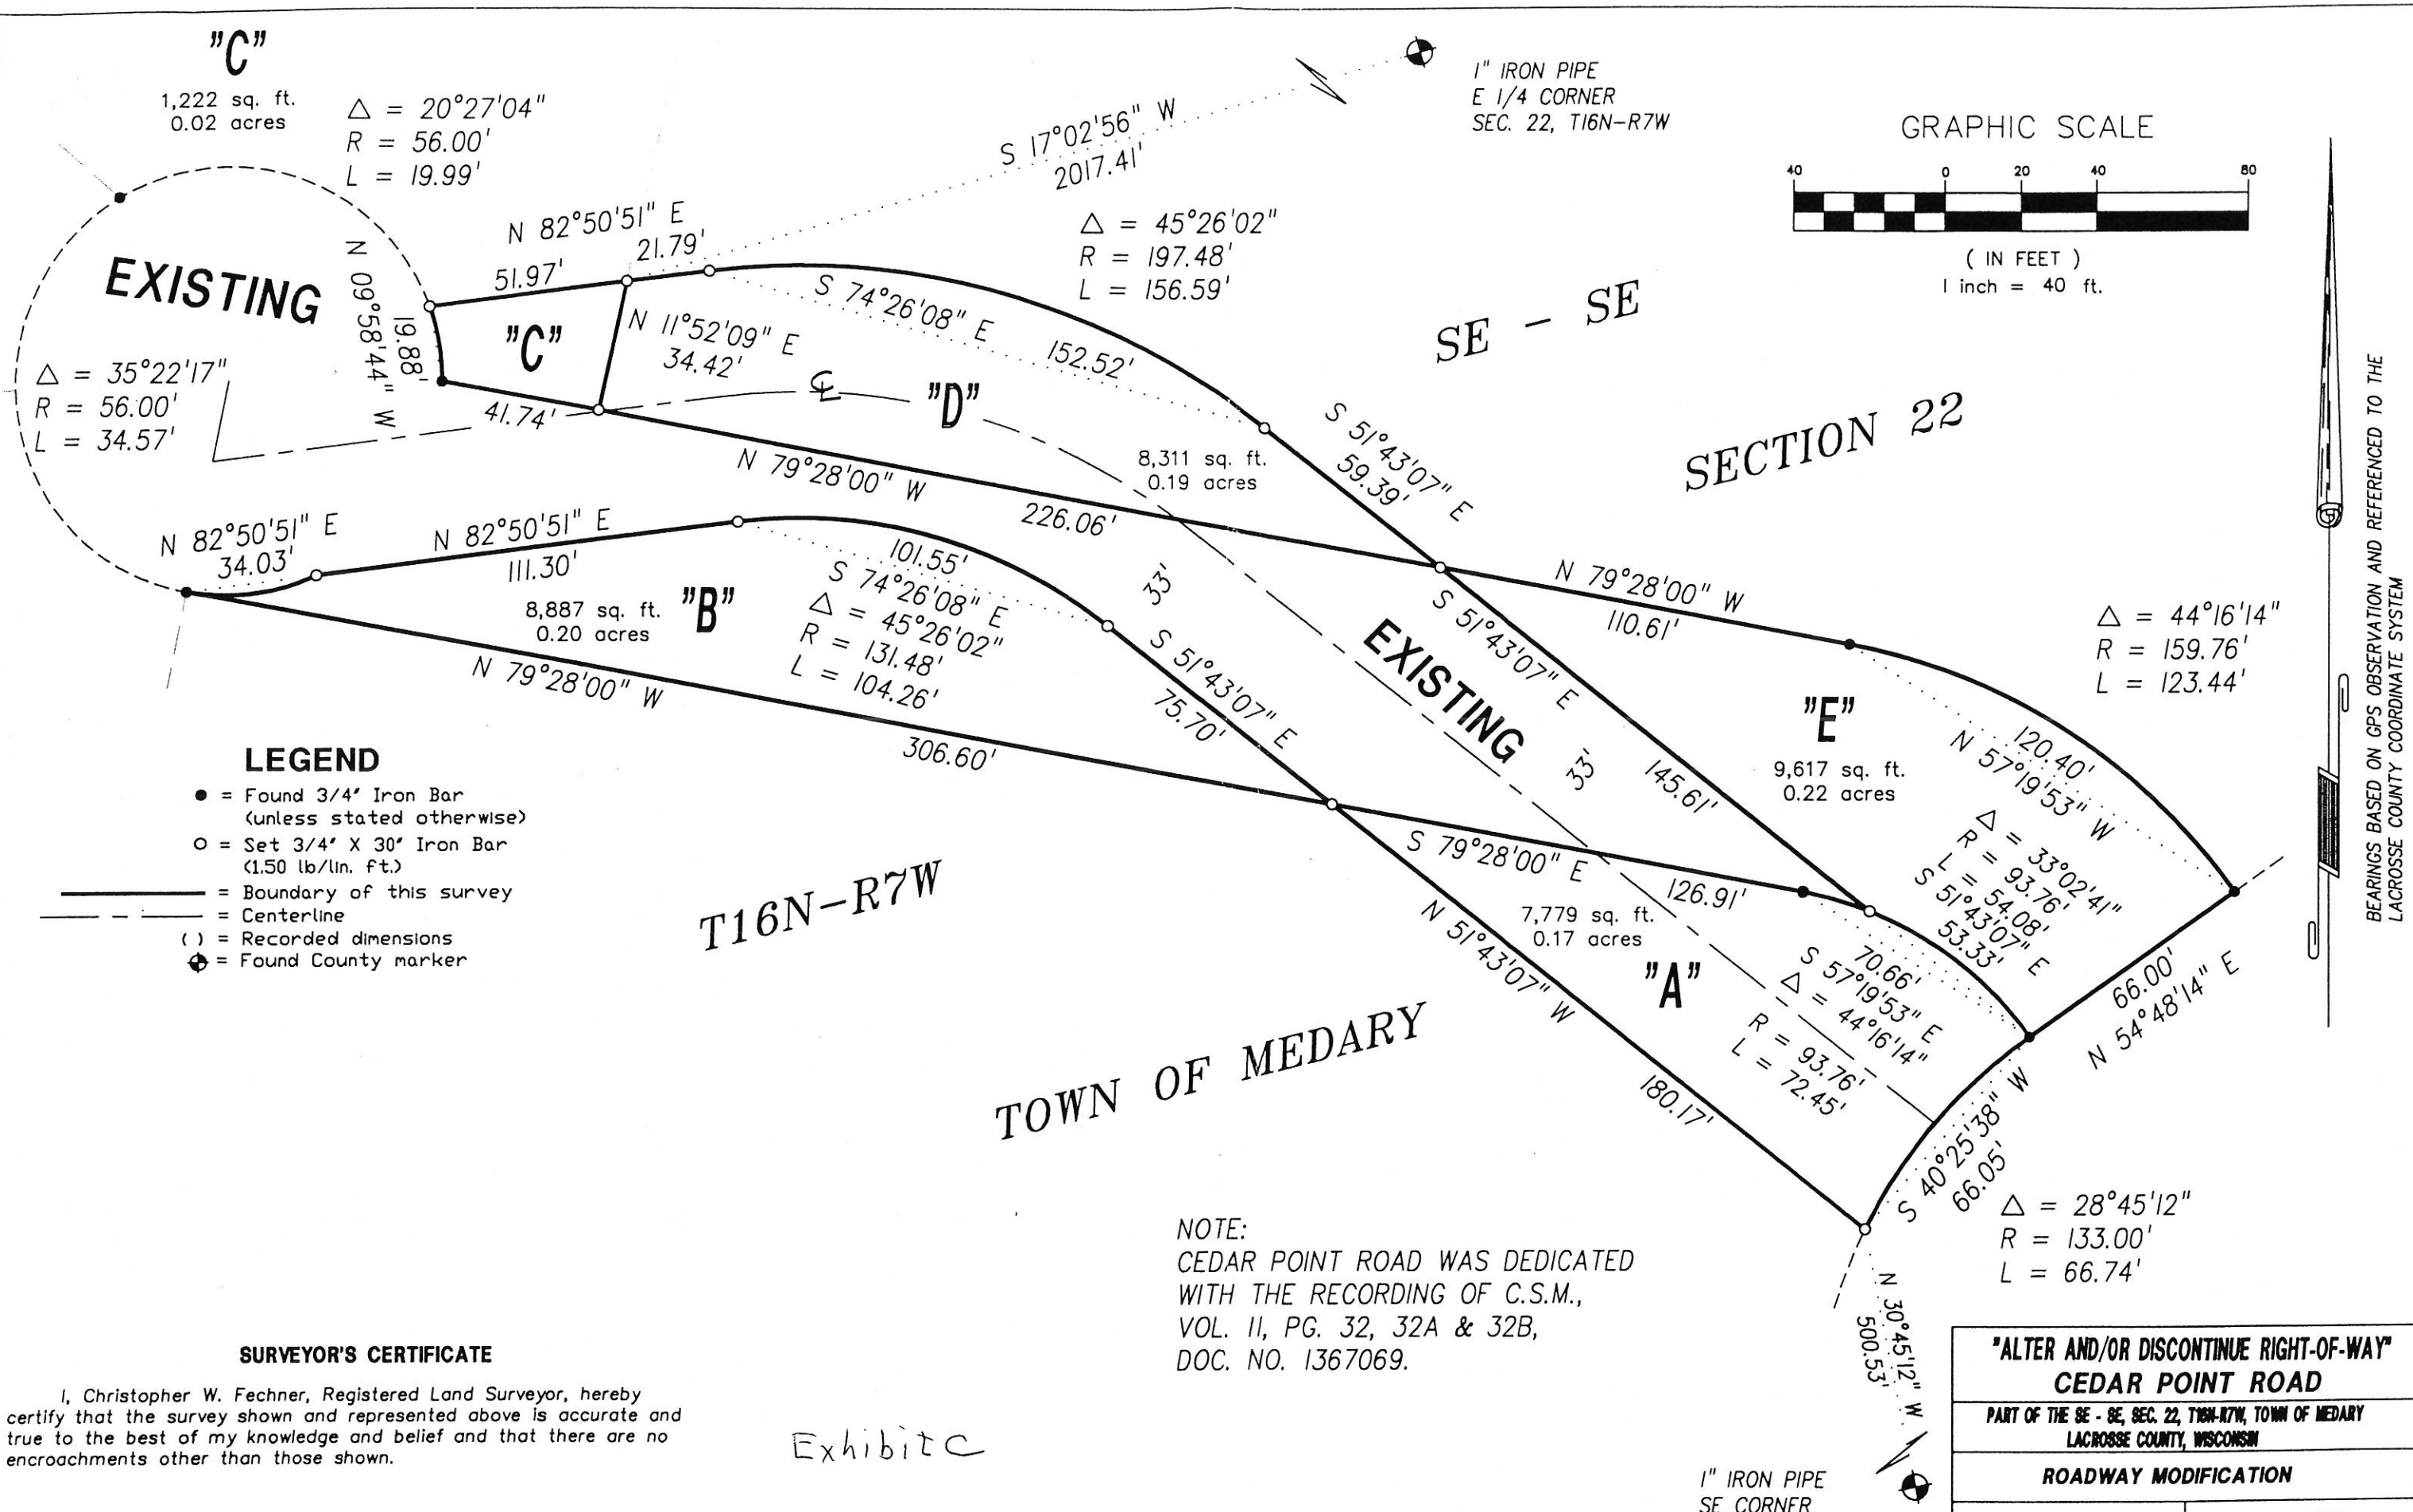 "C"
1,222 sq. ft.
0.02 acres
△ = 20°27'04"
R = 56.00'
L = 19.99'
1" IRON PIPE
E 1/4 CORNER
SEC. 22, T16N-R7W
S 17°02'56" W
2017.41'
GRAPHIC SCALE
40 0 20 40 80
( IN FEET )
1 inch = 40 ft.
N 82°50'51" E
51.97'
21.79'
△ = 45°26'02"
R = 197.48'
L = 156.59'
EXISTING
N 09°58'44" W
19.88'
"C"
N 11°52'09" E
34.42'
S 74°26'08" E
152.52'
SE - SE
△ = 35°22'17"
R = 56.00'
L = 34.57'
41.74'
℄
"D"
8,311 sq. ft.
0.19 acres
S 51°43'07" E
59.39'
SECTION 22
N 79°28'00" W
226.06'
BEARINGS BASED ON GPS OBSERVATION AND REFERENCED TO THE
LACROSSE COUNTY COORDINATE SYSTEM
N 82°50'51" E
34.03'
N 82°50'51" E
111.30'
101.55'
S 74°26'08" E
△ = 45°26'02"
R = 131.48'
L = 104.26'
8,887 sq. ft.
0.20 acres
"B"
33'
S 51°43'07" E
75.70'
N 79°28'00" W
306.60'
EXISTING
33'
S 51°43'07" E
145.61'
N 79°28'00" W
110.61'
△ = 44°16'14"
R = 159.76'
L = 123.44'
"E"
9,617 sq. ft.
0.22 acres
120.40'
N 57°19'53" W
△ = 33°02'41"
R = 93.76'
L = 54.08'
S 51°43'07" E
53.33'
LEGEND
● = Found 3/4" Iron Bar
(unless stated otherwise)
○ = Set 3/4" X 30" Iron Bar
(1.50 lb/lin. ft.)
= Boundary of this survey
= Centerline
( ) = Recorded dimensions
= Found County marker
T16N-R7W
S 79°28'00" E
126.91'
7,779 sq. ft.
0.17 acres
"A"
N 51°43'07" W
180.17'
70.66'
S 57°19'53" E
△ = 44°16'14"
R = 93.76'
L = 72.45'
66.00'
N 54°48'14" E
TOWN OF MEDARY
S 40°25'38" W
66.05'
△ = 28°45'12"
R = 133.00'
L = 66.74'
NOTE:
CEDAR POINT ROAD WAS DEDICATED
WITH THE RECORDING OF C.S.M.,
VOL. 11, PG. 32, 32A & 32B,
DOC. NO. 1367069.
N 30°45'12" W
500.53'
SURVEYOR'S CERTIFICATE
I, Christopher W. Fechner, Registered Land Surveyor, hereby
certify that the survey shown and represented above is accurate and
true to the best of my knowledge and belief and that there are no
encroachments other than those shown.
Exhibit C
1" IRON PIPE
SE CORNER
"ALTER AND/OR DISCONTINUE RIGHT-OF-WAY"
CEDAR POINT ROAD
PART OF THE SE - SE, SEC. 22, T16N-R7W, TOWN OF MEDARY
LACROSSE COUNTY, WISCONSIN
ROADWAY MODIFICATION